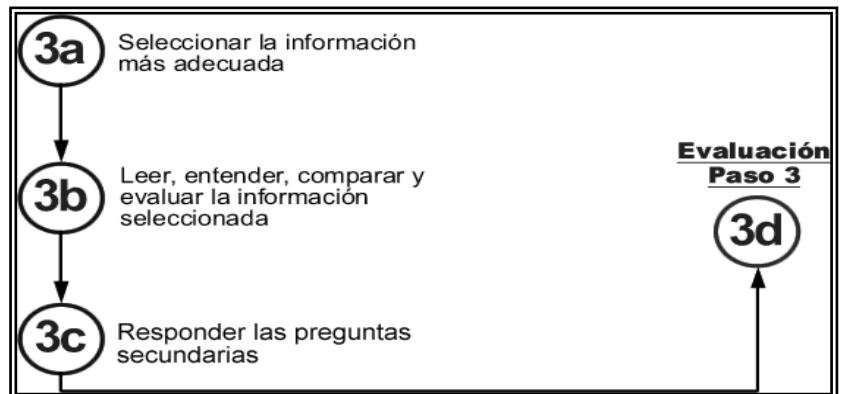 3a
Seleccionar la información
más adecuada
3b
Leer, entender, comparar y
evaluar la información
seleccionada
3c
Responder las preguntas
secundarias
Evaluación
Paso 3
3d